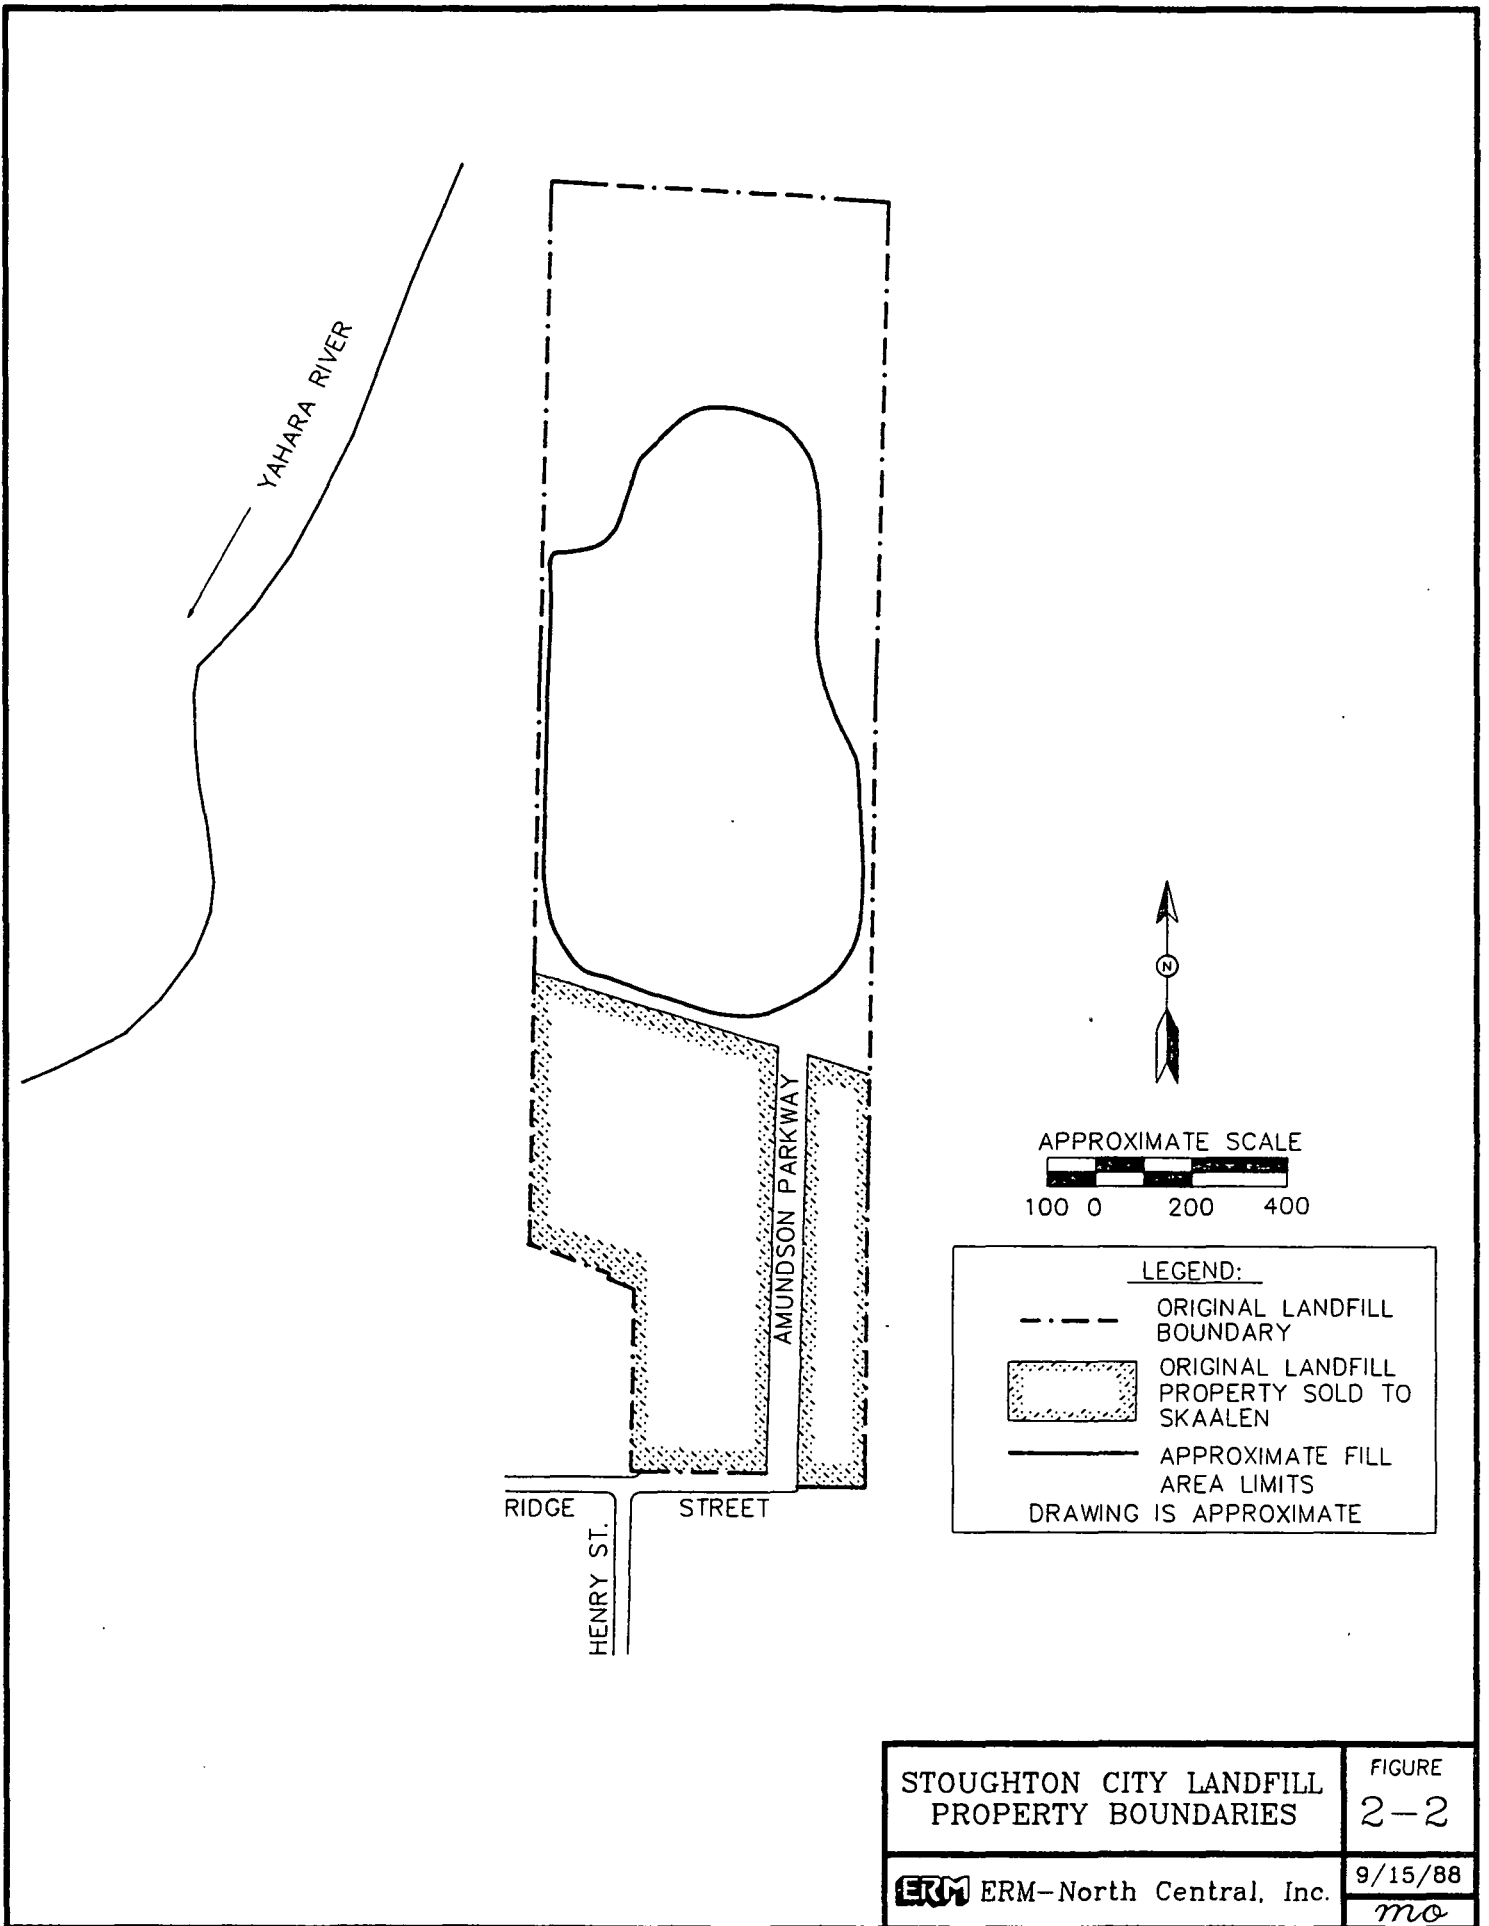 YAHARA RIVER
AMUNDSON PARKWAY
RIDGE STREET
HENRY ST.
N
APPROXIMATE SCALE
100 0 200 400
LEGEND:
ORIGINAL LANDFILL
BOUNDARY
ORIGINAL LANDFILL
PROPERTY SOLD TO
SKAALEN
APPROXIMATE FILL
AREA LIMITS
DRAWING IS APPROXIMATE
STOUGHTON CITY LANDFILL
PROPERTY BOUNDARIES
FIGURE
2-2
ERM ERM-North Central, Inc.
9/15/88
mo